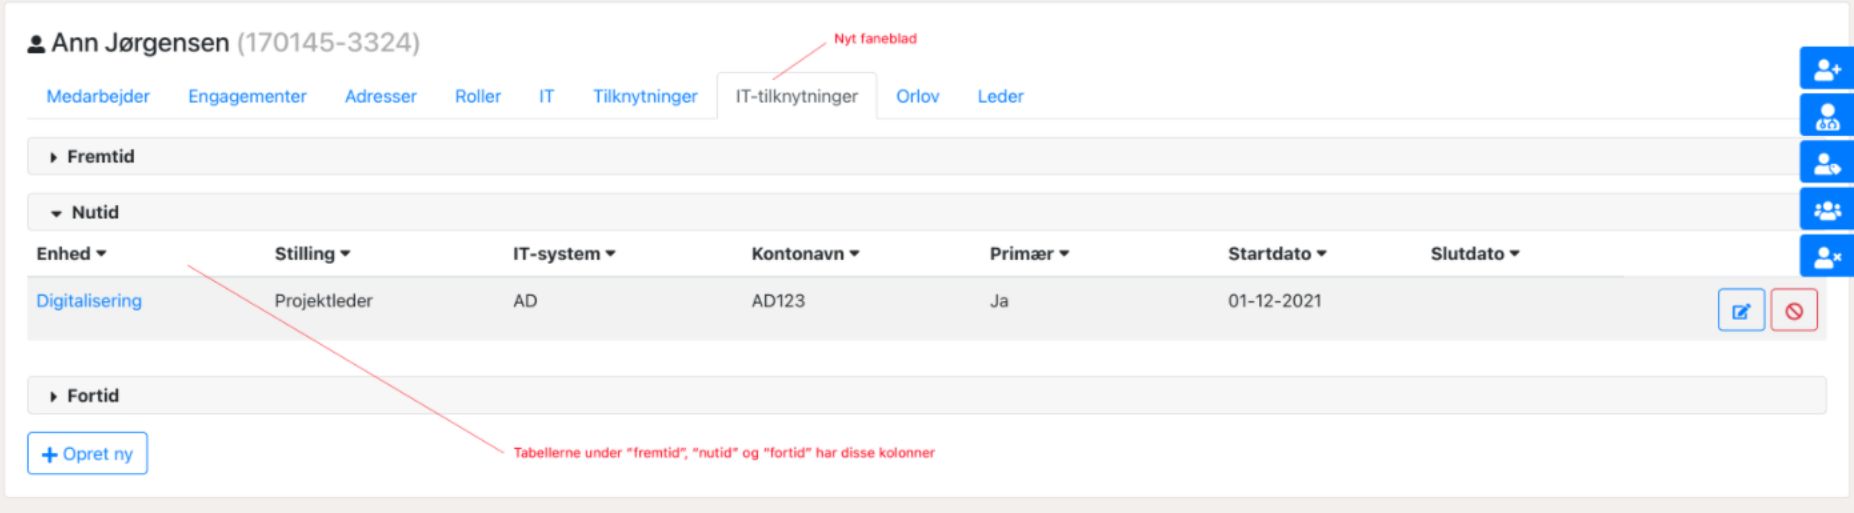 Ann Jørgensen (170145-3324)
Nyt faneblad
Medarbejder Engagementer Adresser Roller IT Tilknytninger IT-tilknytninger Orlov Leder
Fremtid
Nutid
Enhed Stilling IT-system Kontonavn Primær Startdato Slutdato
Digitalisering Projektleder AD AD123 Ja 01-12-2021
Fortid
Opret ny
Tabellerne under "fremtid", "nutid" og "fortid" har disse kolonner